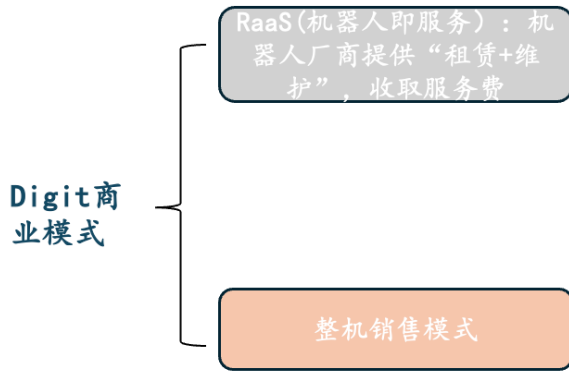 RaaS(机器人即服务）：机
器人厂商提供“租赁+维
护”，收取服务费
Digit商
业模式
整机销售模式